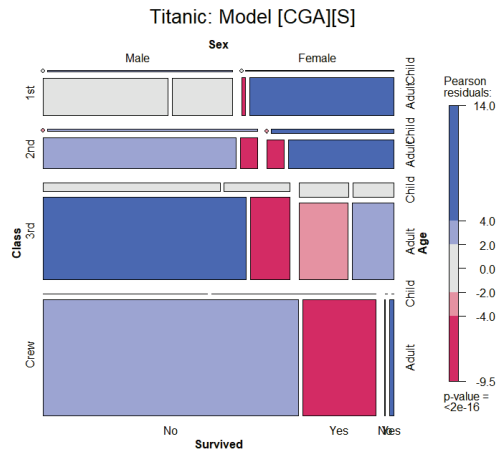 Titanic: Model [CGA][S]
Sex
Male Female
1st
2nd
3rd
Crew
Class
Child
Adult
Child
Adult
Child
Adult
Child
Adult
Age
No Yes No Yes
Survived
Pearson
residuals:
14.0
4.0
2.0
0.0
-2.0
-4.0
-9.5
p-value =
<2e-16